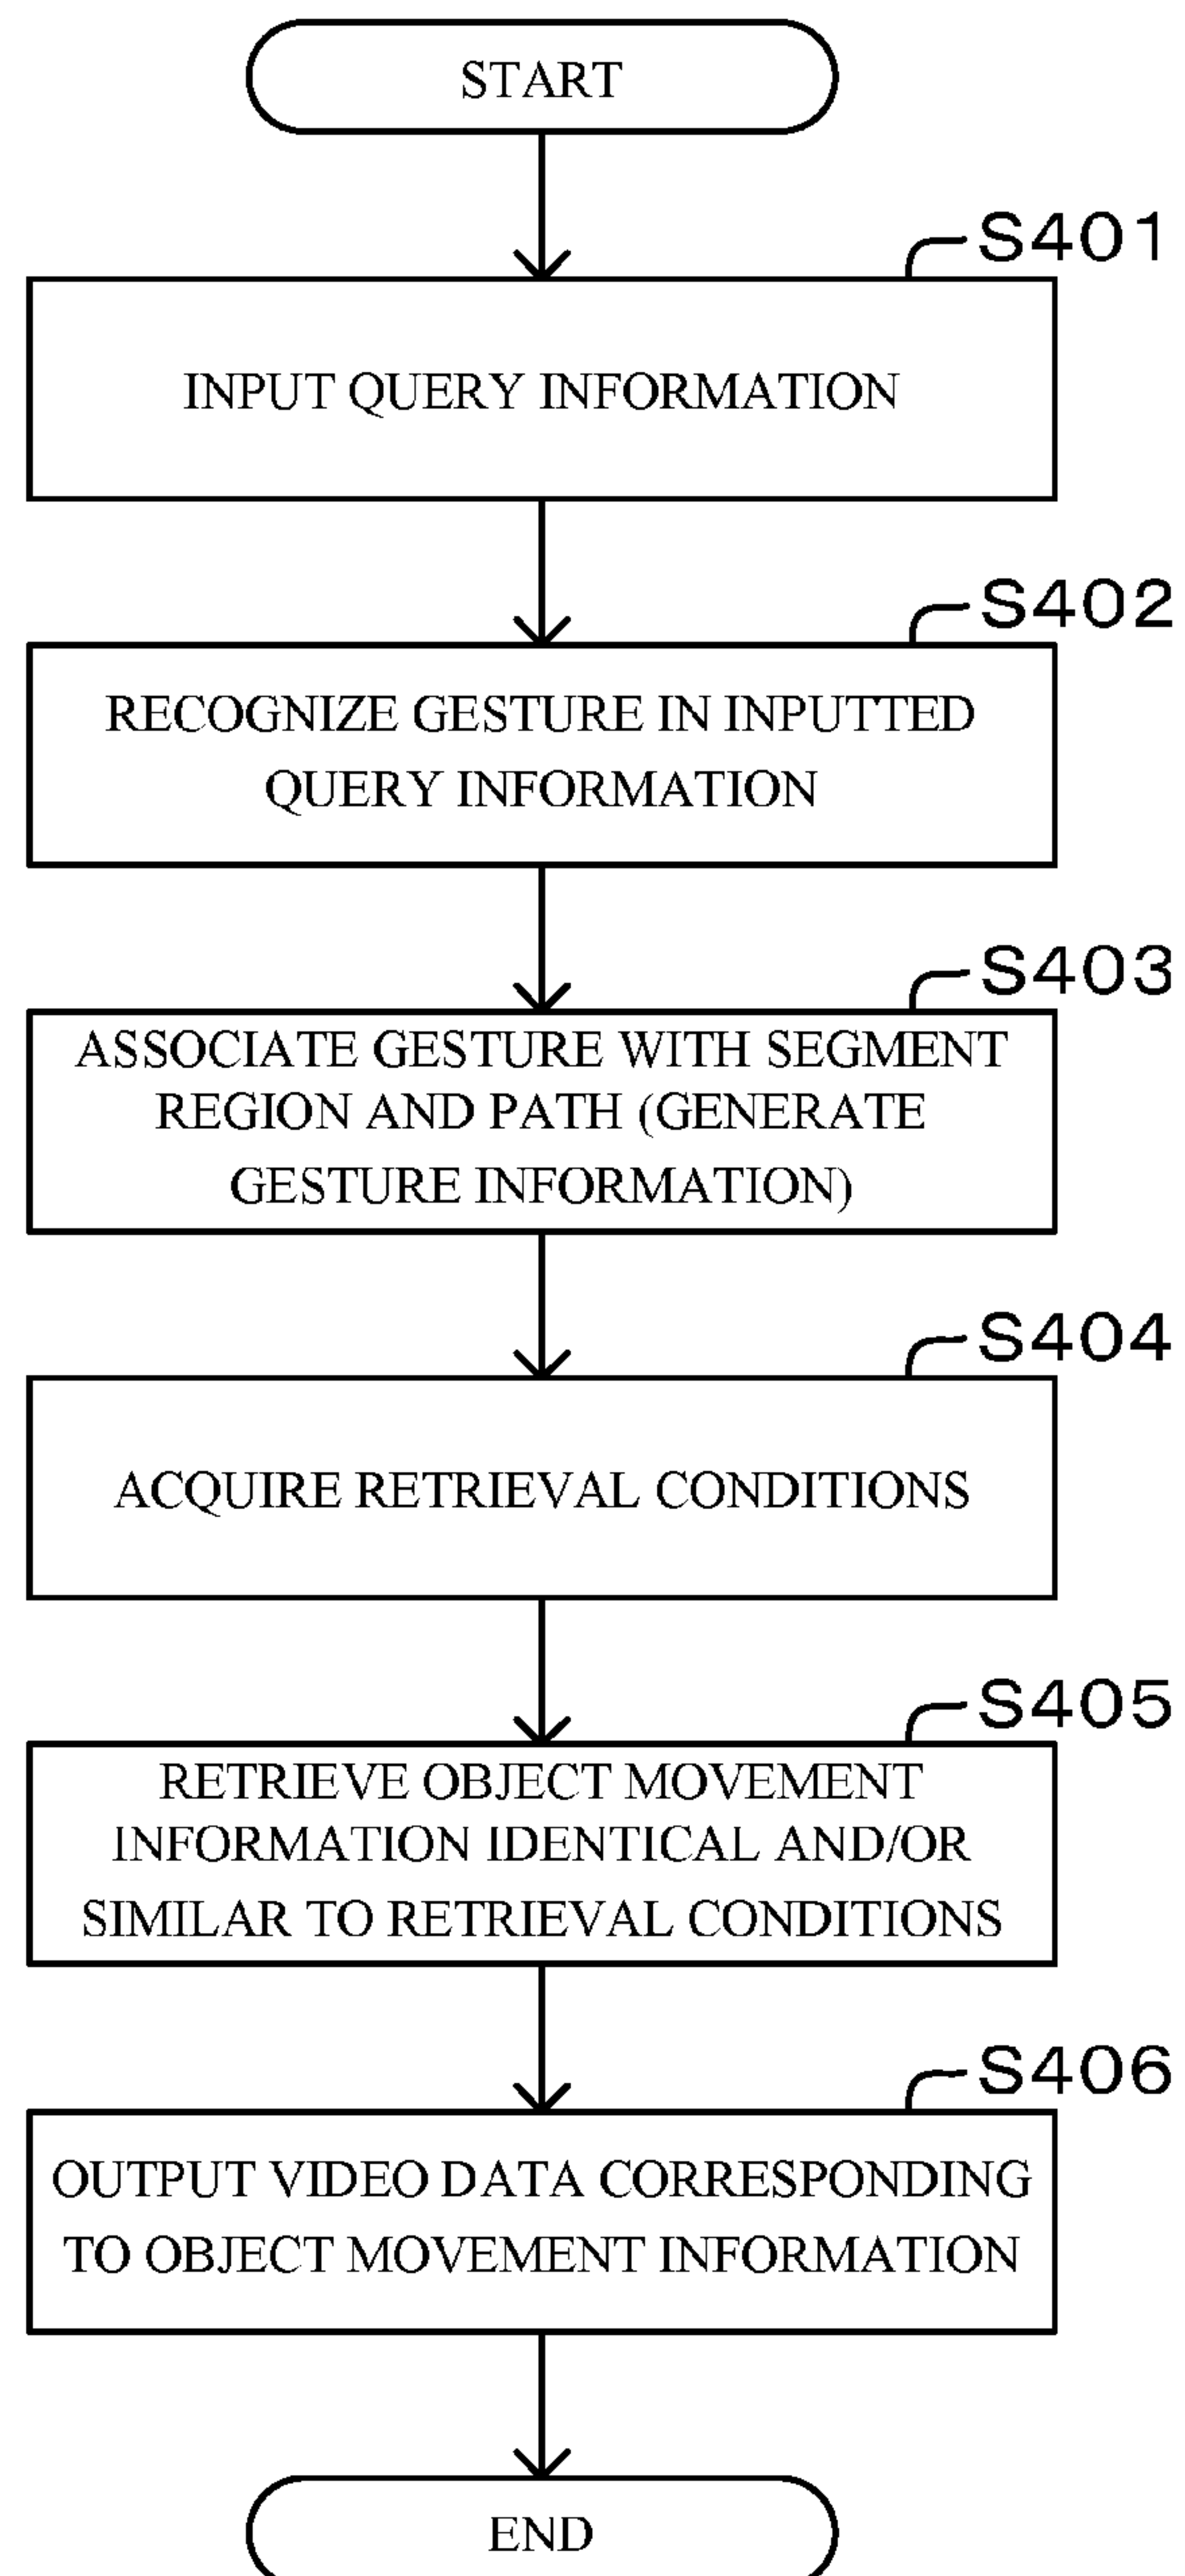 START
S401
INPUT QUERY INFORMATION
S402
RECOGNIZE GESTURE IN INPUTTED
QUERY INFORMATION
S403
ASSOCIATE GESTURE WITH SEGMENT
REGION AND PATH (GENERATE
GESTURE INFORMATION)
S404
ACQUIRE RETRIEVAL CONDITIONS
S405
RETRIEVE OBJECT MOVEMENT
INFORMATION IDENTICAL AND/OR
SIMILAR TO RETRIEVAL CONDITIONS
S406
OUTPUT VIDEO DATA CORRESPONDING
TO OBJECT MOVEMENT INFORMATION
END